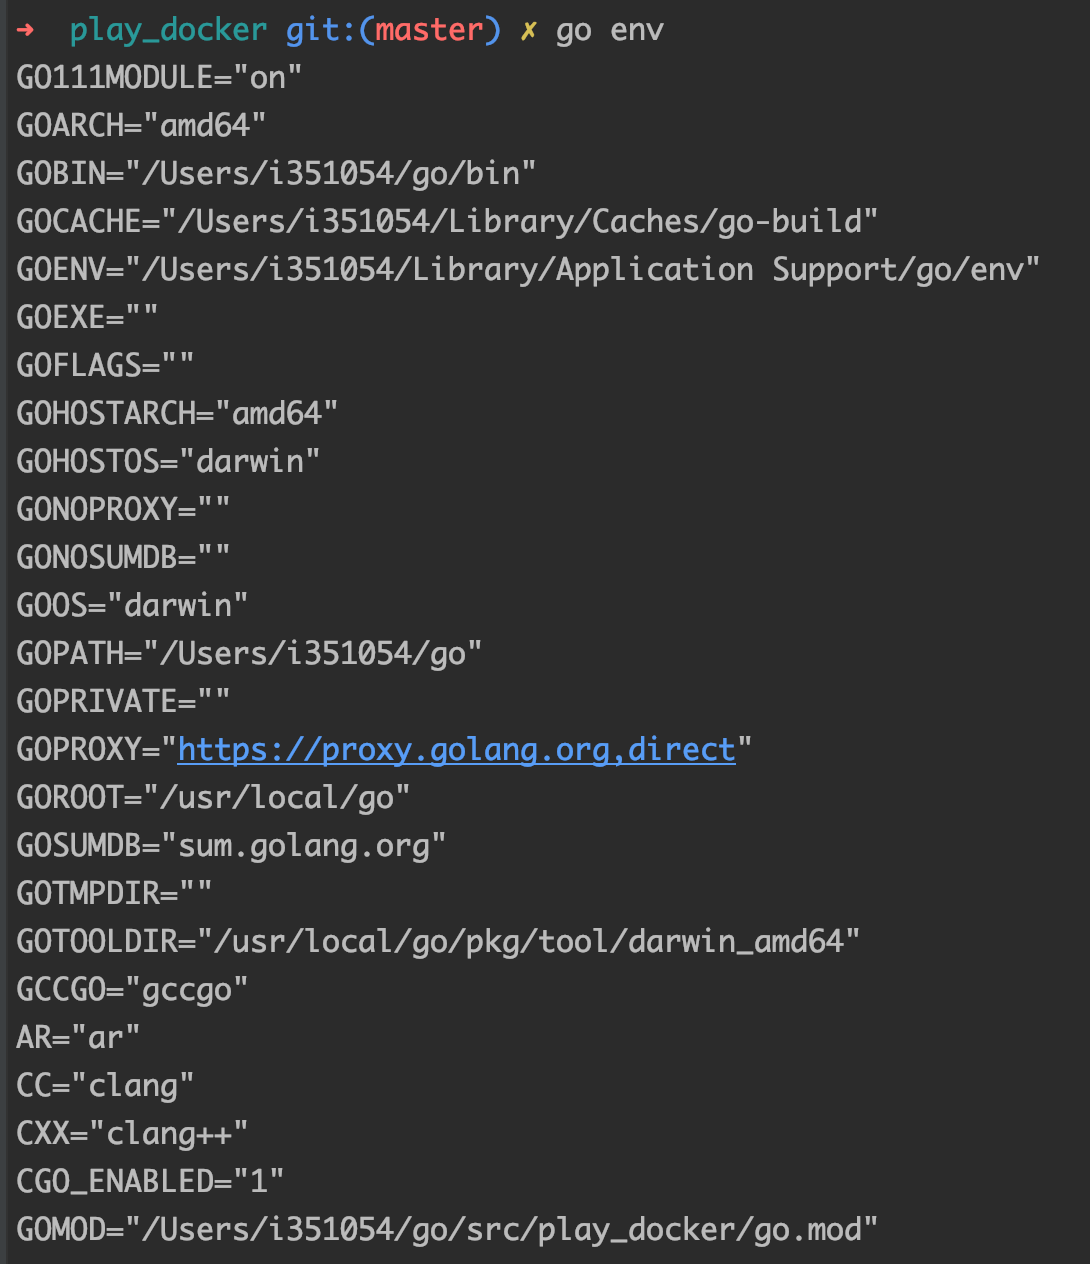 ➜  play_docker git:(master) ✗ go env
GO111MODULE="on"
GOARCH="amd64"
GOBIN="/Users/i351054/go/bin"
GOCACHE="/Users/i351054/Library/Caches/go-build"
GOENV="/Users/i351054/Library/Application Support/go/env"
GOEXE=""
GOFLAGS=""
GOHOSTARCH="amd64"
GOHOSTOS="darwin"
GONOPROXY=""
GONOSUMDB=""
GOOS="darwin"
GOPATH="/Users/i351054/go"
GOPRIVATE=""
GOPROXY="https://proxy.golang.org,direct"
GOROOT="/usr/local/go"
GOSUMDB="sum.golang.org"
GOTMPDIR=""
GOTOOLDIR="/usr/local/go/pkg/tool/darwin_amd64"
GCCGO="gccgo"
AR="ar"
CC="clang"
CXX="clang++"
CGO_ENABLED="1"
GOMOD="/Users/i351054/go/src/play_docker/go.mod"